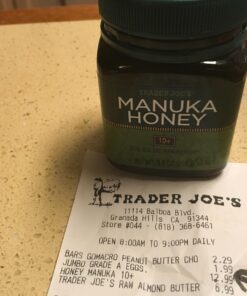 TRADER JOE'S
MANUKA
HONEY
10+
TRADER JOE'S
11114 Balboa Blvd.
Granada Hills CA 91344
Store #044 - (818) 368-6461
OPEN 8:00AM TO 9:00PM DAILY
BARS GOMACRO PEANUT BUTTER CHO 2.29
JUMBO GRADE A EGGS. 1.99
HONEY MANUKA 10+ 12.99
TRADER JOE'S RAW ALMOND BUTTER 6.99